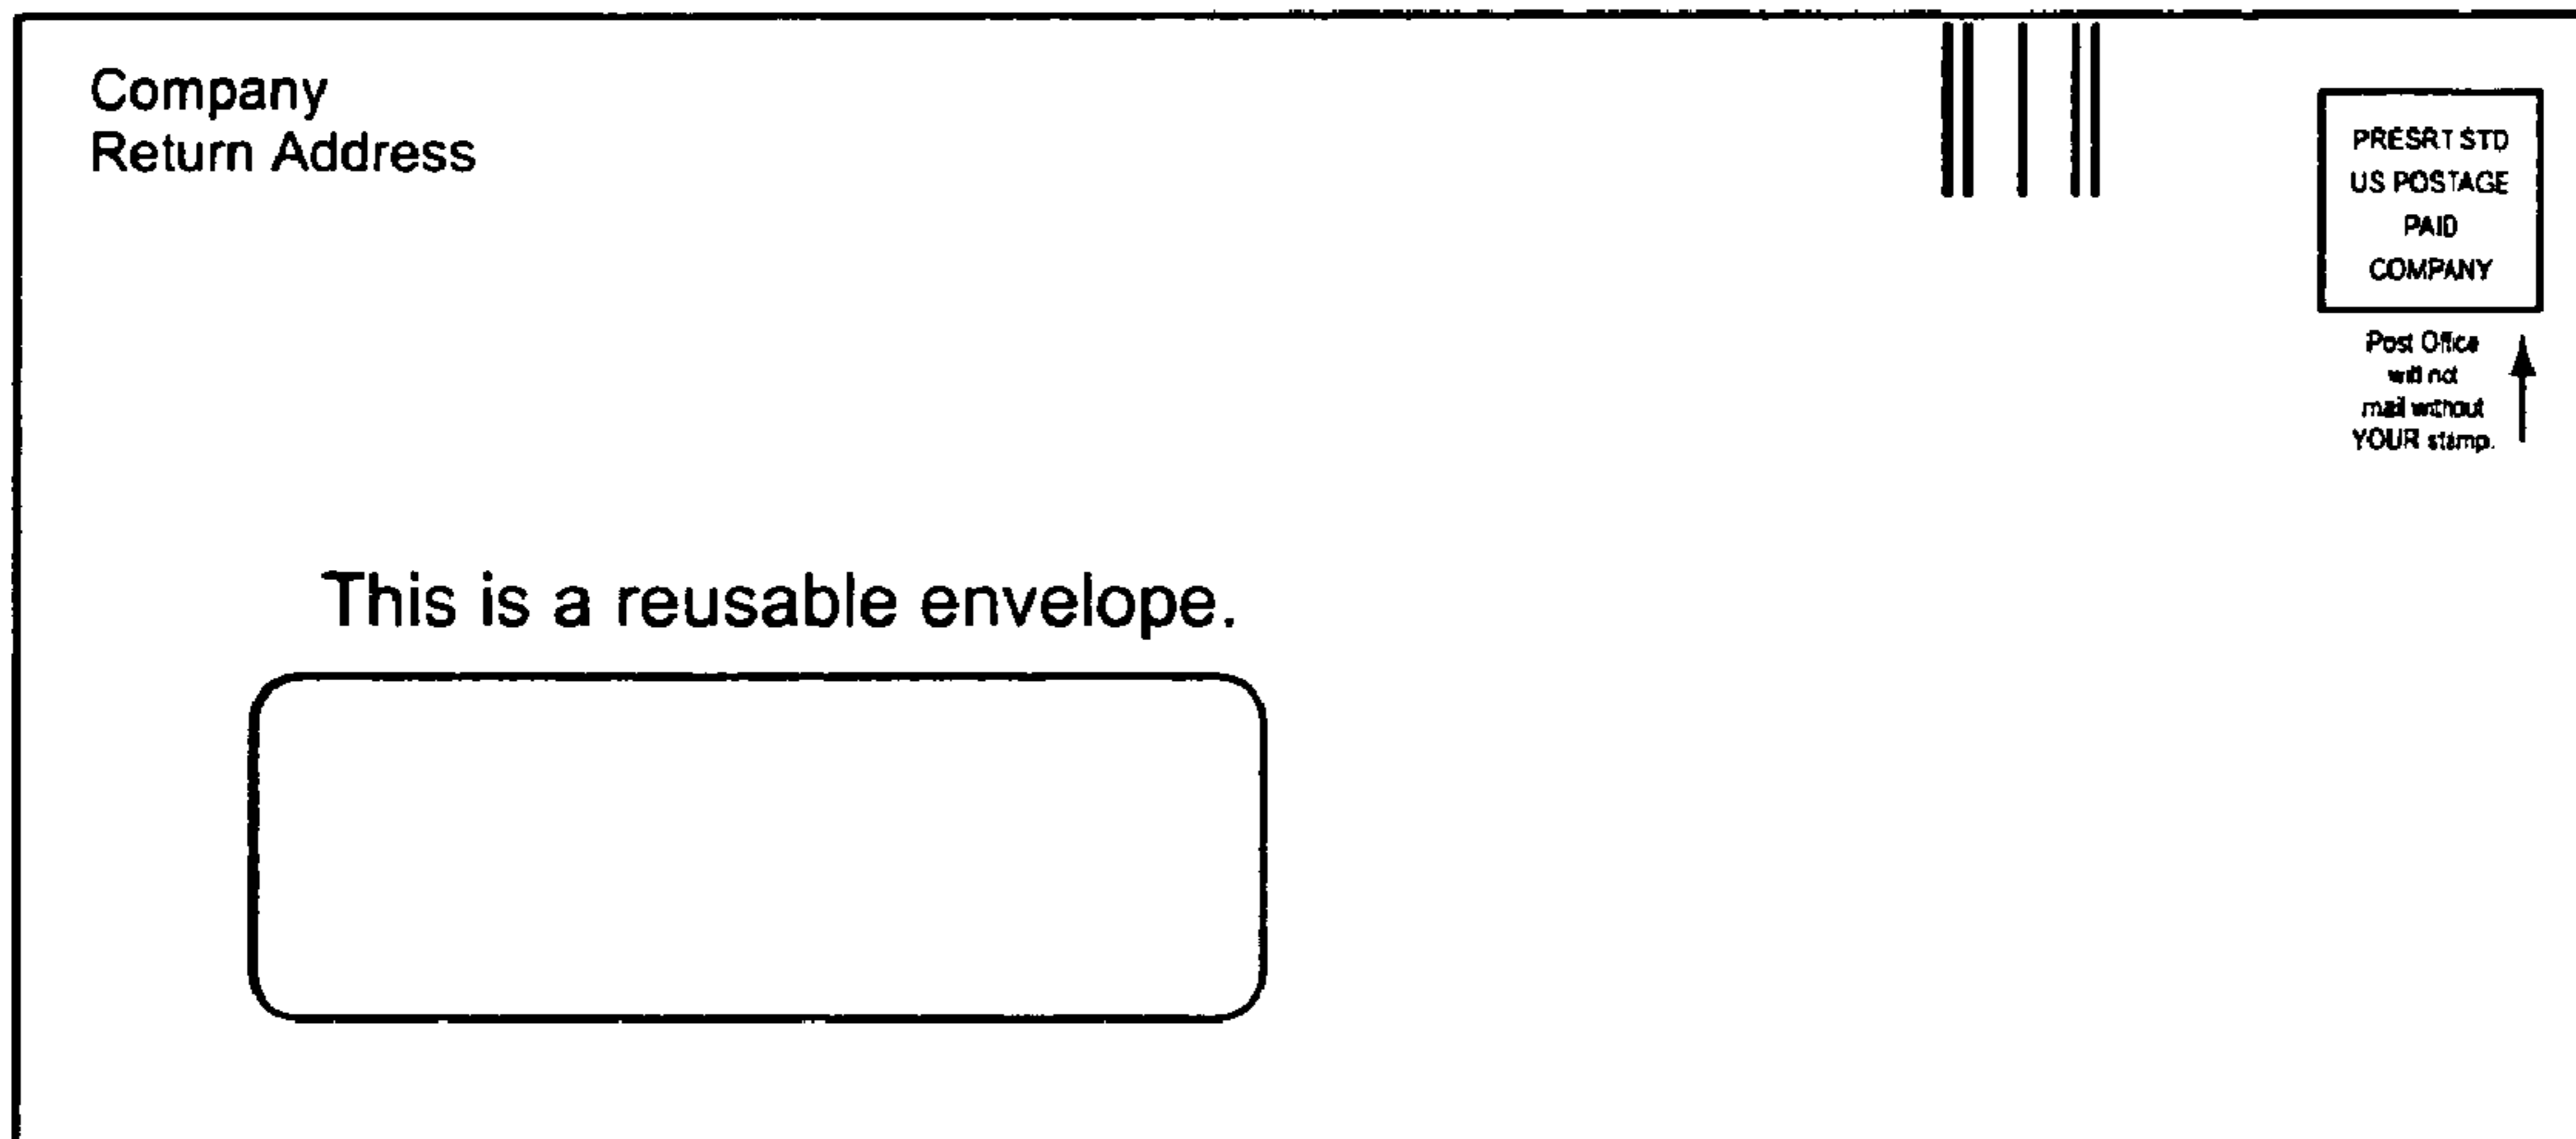 Company
Return Address
PRESRT STD
US POSTAGE
PAID
COMPANY
Post Office
will not
mail without
YOUR stamp.
This is a reusable envelope.